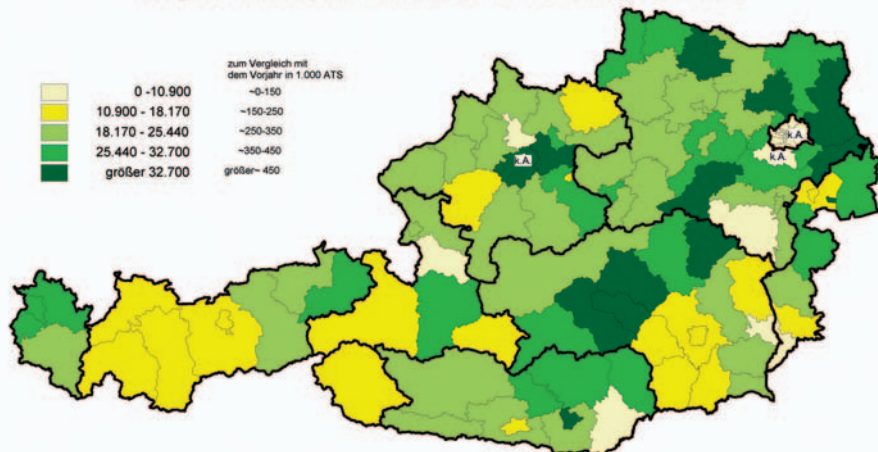 zum Vergleich mit
dem Vorjahr in 1.000 ATS
0 -10.900 ~0-150
10.900 - 18.170 ~150-250
18.170 - 25.440 ~250-350
25.440 - 32.700 ~350-450
größer 32.700 größer~ 450
k.A.
k.A.
k.A.